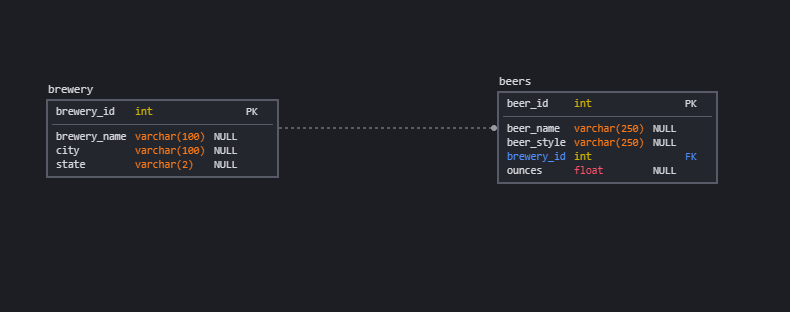 brewery
brewery_id int PK
brewery_name varchar(100) NULL
city varchar(100) NULL
state varchar(2) NULL
beers
beer_id int PK
beer_name varchar(250) NULL
beer_style varchar(250) NULL
brewery_id int FK
ounces float NULL